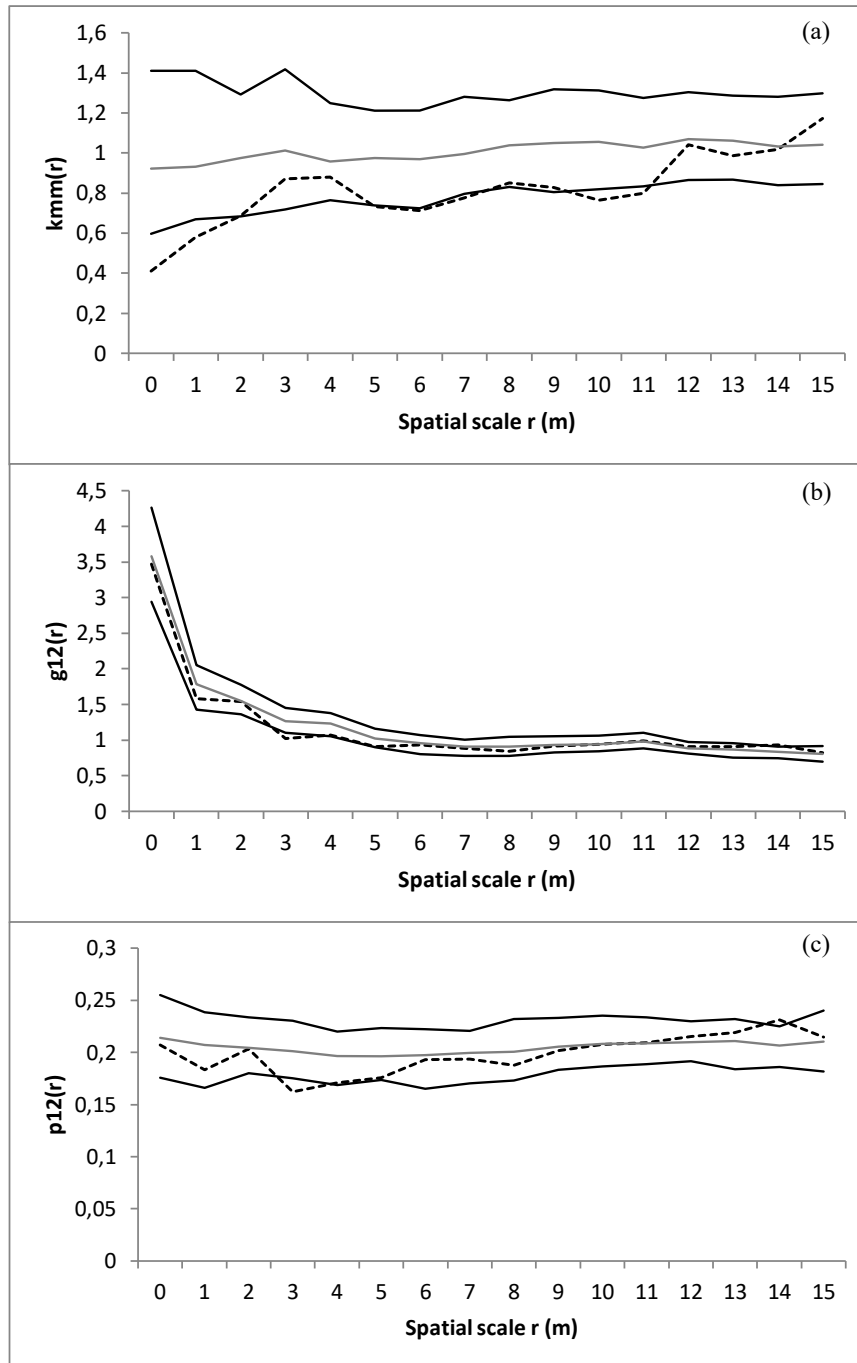 (a)
1,6
1,4
1,2
1
0,8
0,6
0,4
0,2
0
kmm(r)
0 1 2 3 4 5 6 7 8 9 10 11 12 13 14 15
Spatial scale r (m)
(b)
4,5
4
3,5
3
2,5
2
1,5
1
0,5
0
g12(r)
0 1 2 3 4 5 6 7 8 9 10 11 12 13 14 15
Spatial scale r (m)
(c)
0,3
0,25
0,2
0,15
0,1
0,05
0
p12(r)
0 1 2 3 4 5 6 7 8 9 10 11 12 13 14 15
Spatial scale r (m)